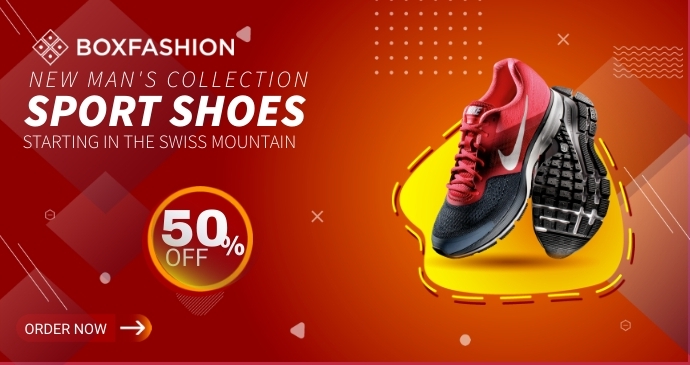 BOXFASHION
NEW MAN'S COLLECTION
SPORT SHOES
STARTING IN THE SWISS MOUNTAIN
50%
OFF
ORDER NOW